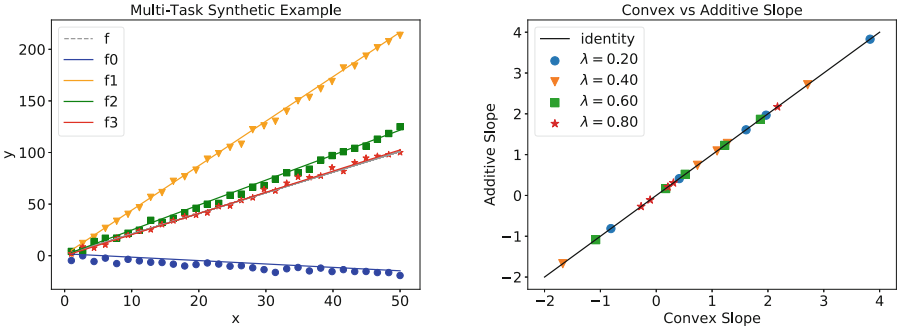 Multi-Task Synthetic Example
f
f0
f1
f2
f3
200
150
100
50
0
y
0
10
20
30
40
50
x
Convex vs Additive Slope
identity
λ = 0.20
λ = 0.40
λ = 0.60
λ = 0.80
4
3
2
1
0
−1
−2
Additive Slope
−2
−1
0
1
2
3
4
Convex Slope